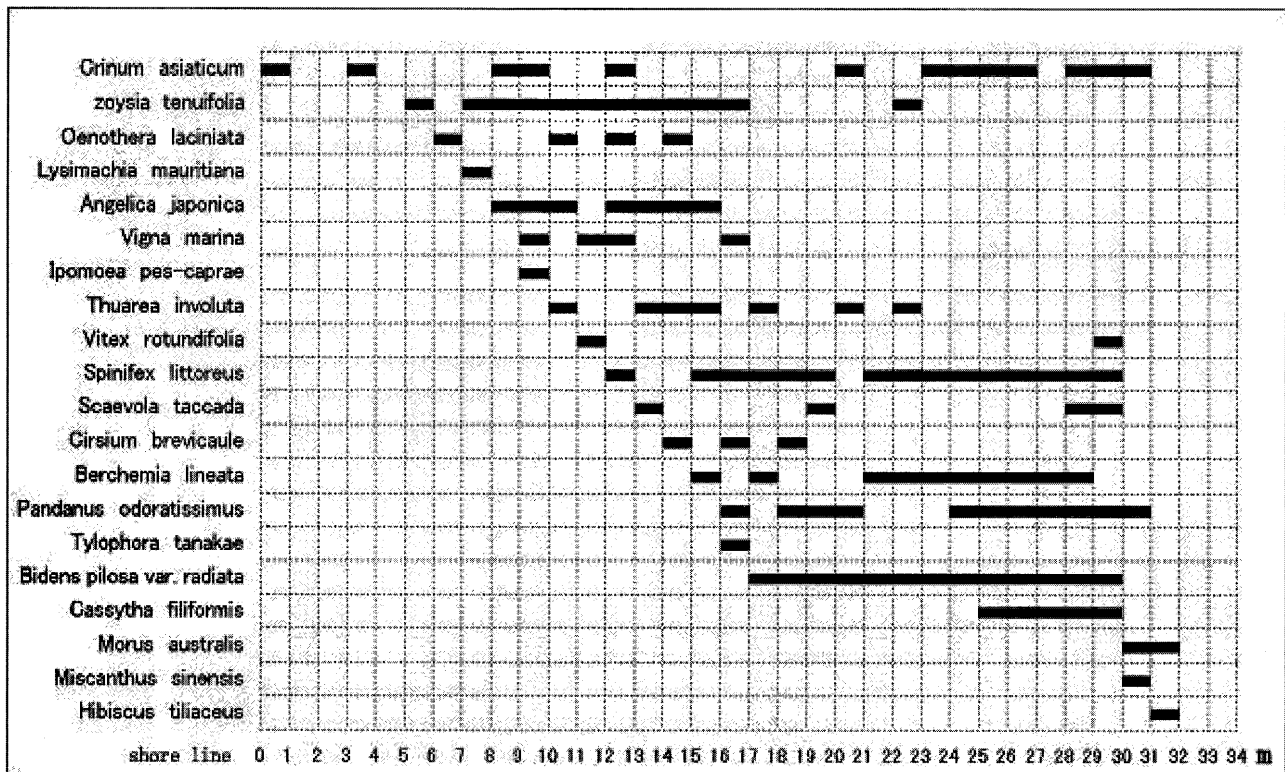 Crinum asiaticum
zoysia tenuifolia
Oenothera laciniata
Lysimachia mauritiana
Angelica japonica
Vigna marina
Ipomoea pes-caprae
Thuarea involuta
Vitex rotundifolia
Spinifex littoreus
Scaevola taccada
Cirsium brevicaule
Berchemia lineata
Pandanus odoratissimus
Tylophora tanakae
Bidens pilosa var. radiata
Cassytha filiformis
Morus australis
Miscanthus sinensis
Hibiscus tiliaceus
shore line 0 1 2 3 4 5 6 7 8 9 10 11 12 13 14 15 16 17 18 19 20 21 22 23 24 25 26 27 28 29 30 31 32 33 34 m